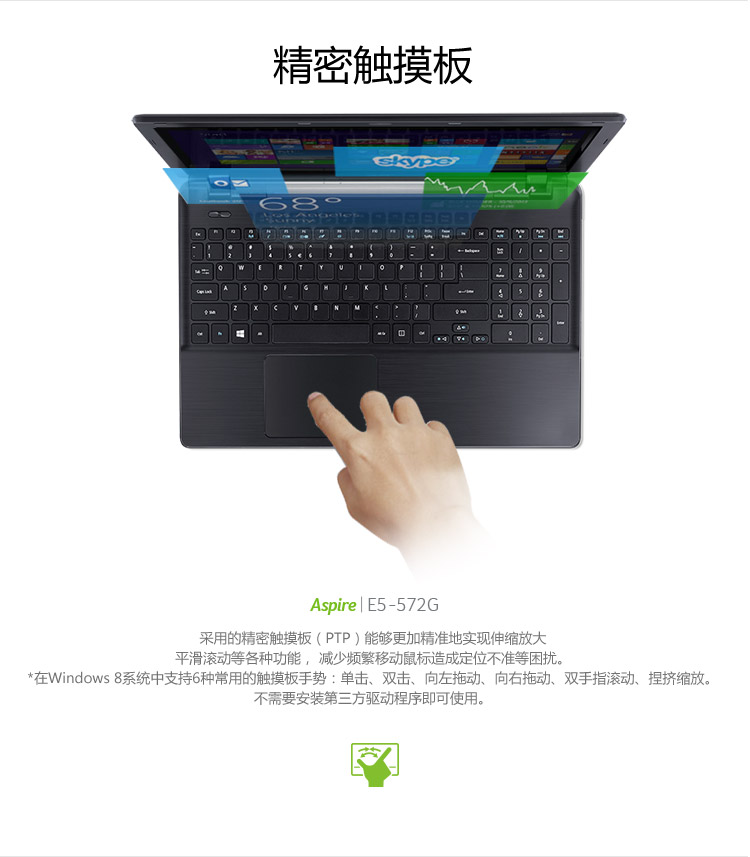 精密触摸板
skype
68°
Los Angeles
Sunny
Aspire | E5-572G
采用的精密触摸板（PTP）能够更加精准地实现伸缩放大
平滑滚动等各种功能， 减少频繁移动鼠标造成定位不准等困扰。
*在Windows 8系统中支持6种常用的触摸板手势：单击、双击、向左拖动、向右拖动、双手指滚动、捏挤缩放。
不需要安装第三方驱动程序即可使用。